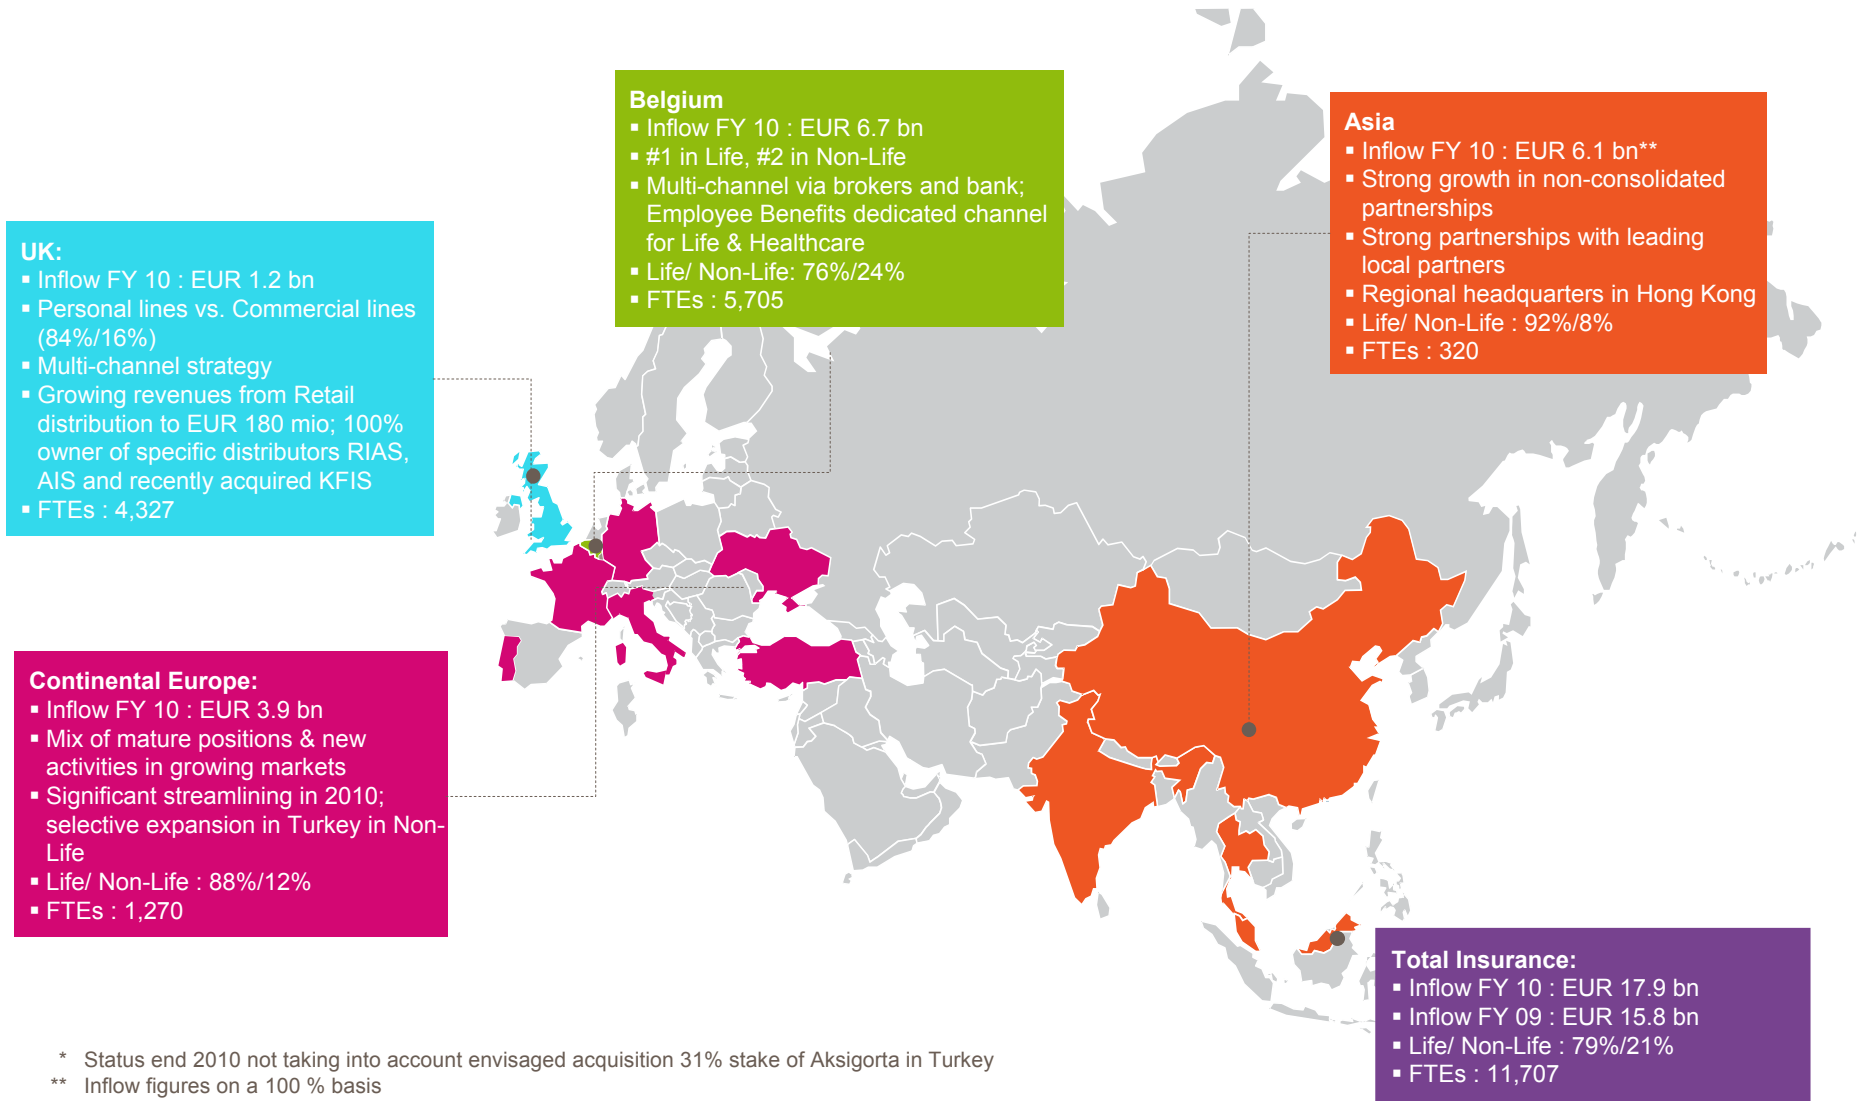 Belgium
▪ Inflow FY 10 : EUR 6.7 bn
▪ #1 in Life, #2 in Non-Life
▪ Multi-channel via brokers and bank;
Employee Benefits dedicated channel
for Life & Healthcare
▪ Life/ Non-Life: 76%/24%
▪ FTEs : 5,705
Asia
▪ Inflow FY 10 : EUR 6.1 bn**
▪ Strong growth in non-consolidated
partnerships
▪ Strong partnerships with leading
local partners
▪ Regional headquarters in Hong Kong
▪ Life/ Non-Life : 92%/8%
▪ FTEs : 320
UK:
▪ Inflow FY 10 : EUR 1.2 bn
▪ Personal lines vs. Commercial lines
(84%/16%)
▪ Multi-channel strategy
▪ Growing revenues from Retail
distribution to EUR 180 mio; 100%
owner of specific distributors RIAS,
AIS and recently acquired KFIS
▪ FTEs : 4,327
Continental Europe:
▪ Inflow FY 10 : EUR 3.9 bn
▪ Mix of mature positions & new
activities in growing markets
▪ Significant streamlining in 2010;
selective expansion in Turkey in Non-
Life
▪ Life/ Non-Life : 88%/12%
▪ FTEs : 1,270
Total Insurance:
▪ Inflow FY 10 : EUR 17.9 bn
▪ Inflow FY 09 : EUR 15.8 bn
▪ Life/ Non-Life : 79%/21%
▪ FTEs : 11,707
* Status end 2010 not taking into account envisaged acquisition 31% stake of Aksigorta in Turkey
** Inflow figures on a 100 % basis